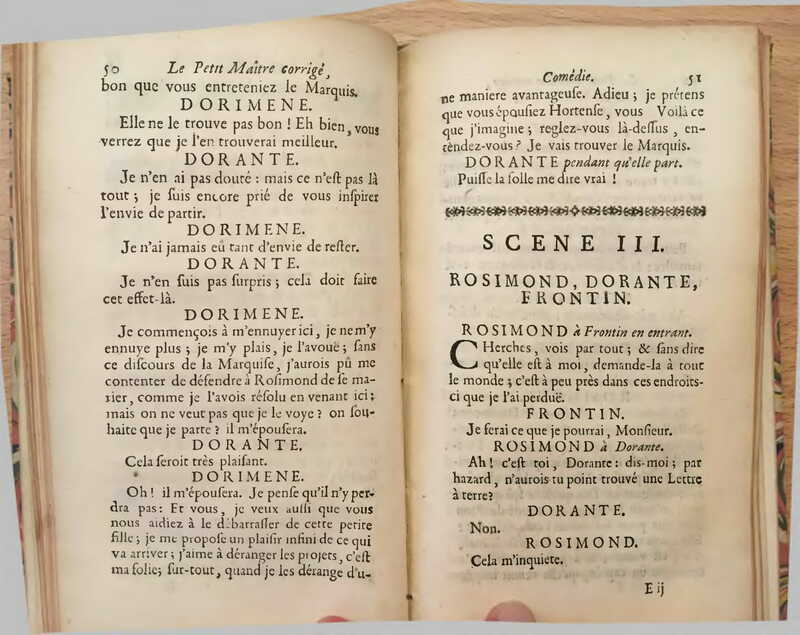 50 Le Petit Maître corrigé,
bon que vous entreteniez le Marquis.
DORIMENE.
Elle ne le trouve pas bon ! Eh bien, vous
verrez que je l'en trouverai meilleur.
DORANTE.
Je n'en ai pas douté : mais ce n'eſt pas là
tout ; je ſuis encore prié de vous inſpirer
l'envie de partir.
DORIMENE.
Je n'ai jamais eû tant d'envie de reſter.
DORANTE.
Je n'en ſuis pas ſurpris ; cela doit faire
cet effet-là.
DORIMENE.
Je commençois à m'ennuyer ici, je ne m'y
ennuye plus ; je m'y plais, je l'avouë ; ſans
ce diſcours de la Marquiſe, j'aurois pû me
contenter de défendre à Roſimond de ſe ma-
rier, comme je l'avois réſolu en venant ici ;
mais on ne veut pas que je le voye ? on ſou-
haite que je parte ? il m'épouſera.
DORANTE.
Cela ſeroit très plaiſant.
DORIMENE.
Oh ! il m'épouſera. Je penſe qu'il n'y per-
dra pas : Et vous, je veux auſſi que vous
nous aidiez à le débarraſſer de cette petite
fille ; je me propoſe un plaiſir infini de ce qui
va arriver ; j'aime à déranger les projets, c'eſt
ma folie ; ſur-tout, quand je les dérange d'u-
Comédie. 51
ne maniere avantageuſe. Adieu ; je prétens
que vous épouſiez Hortenſe, vous Voilà ce
que j'imagine ; reglez-vous là-deſſus, en-
tendez-vous ? Je vais trouver le Marquis.
DORANTE pendant qu'elle part.
Puiſſe la folle me dire vrai !
SCENE III.
ROSIMOND, DORANTE,
FRONTIN.
ROSIMOND à Frontin en entrant.
CHerches, vois par tout ; & ſans dire
qu'elle eſt à moi, demande-la à tout
le monde ; c'eſt à peu près dans ces endroits-
ci que je l'ai perduë.
FRONTIN.
Je ferai ce que je pourrai, Monſieur.
ROSIMOND à Dorante.
Ah ! c'eſt toi, Dorante : dis-moi ; par
hazard, n'aurois-tu point trouvé une Lettre
à terre ?
DORANTE.
Non.
ROSIMOND.
Cela m'inquiete.
E ij